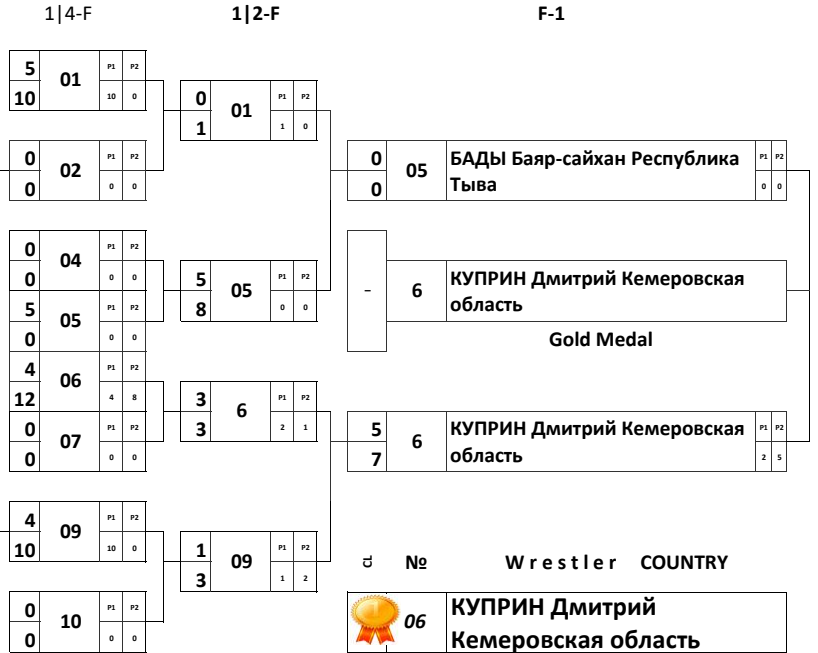 1|4-F 1|2-F F-1
5 01 P1 P2
10 10 0
0 01 P1 P2
1 1 0
0 02 P1 P2
0 0 0
0 05 БАДЫ Баяр-сайхан Республика P1 P2
0 Тыва 0 0
0 04 P1 P2
0 0 0
5 05 P1 P2
8 0 0
- 6 КУПРИН Дмитрий Кемеровская
область
5 05 P1 P2
0 0 0
Gold Medal
4 06 P1 P2
12 4 8
3 6 P1 P2
3 2 1
0 07 P1 P2
0 0 0
5 6 КУПРИН Дмитрий Кемеровская P1 P2
7 область 2 5
4 09 P1 P2
10 10 0
1 09 P1 P2
3 1 2
CL № Wrestler COUNTRY
0 10 P1 P2
0 0 0
1 06 КУПРИН Дмитрий
Кемеровская область